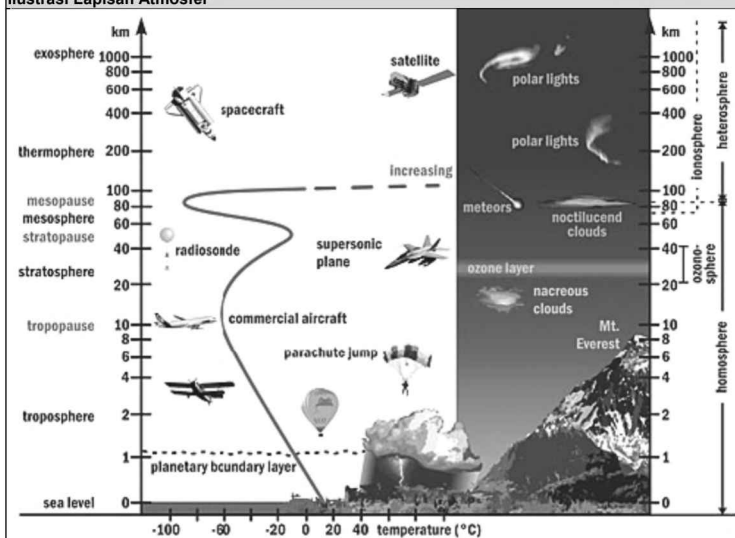 Ilustrasi Lapisan Atmosfer
km
km
exosphere
1000
satellite
1000
800
polar lights
800
600
spacecraft
600
400
400
heterosphere
ionosphere
thermophere
200
polar lights
200
increasing
mesopause
100
100
80
meteors
80
mesosphere
60
noctilucend
clouds
60
stratopause
40
radiosonde
supersonic
plane
40
ozono-
sphere
stratosphere
20
ozone layer
20
nacreous
clouds
tropopause
10
commercial aircraft
Mt.
Everest
10
8
8
6
parachute jump
6
4
4
homosphere
troposphere
2
2
1
1
planetary boundary layer
sea level
0
0
-100
-60
-20
0
20
40
temperature (°C)